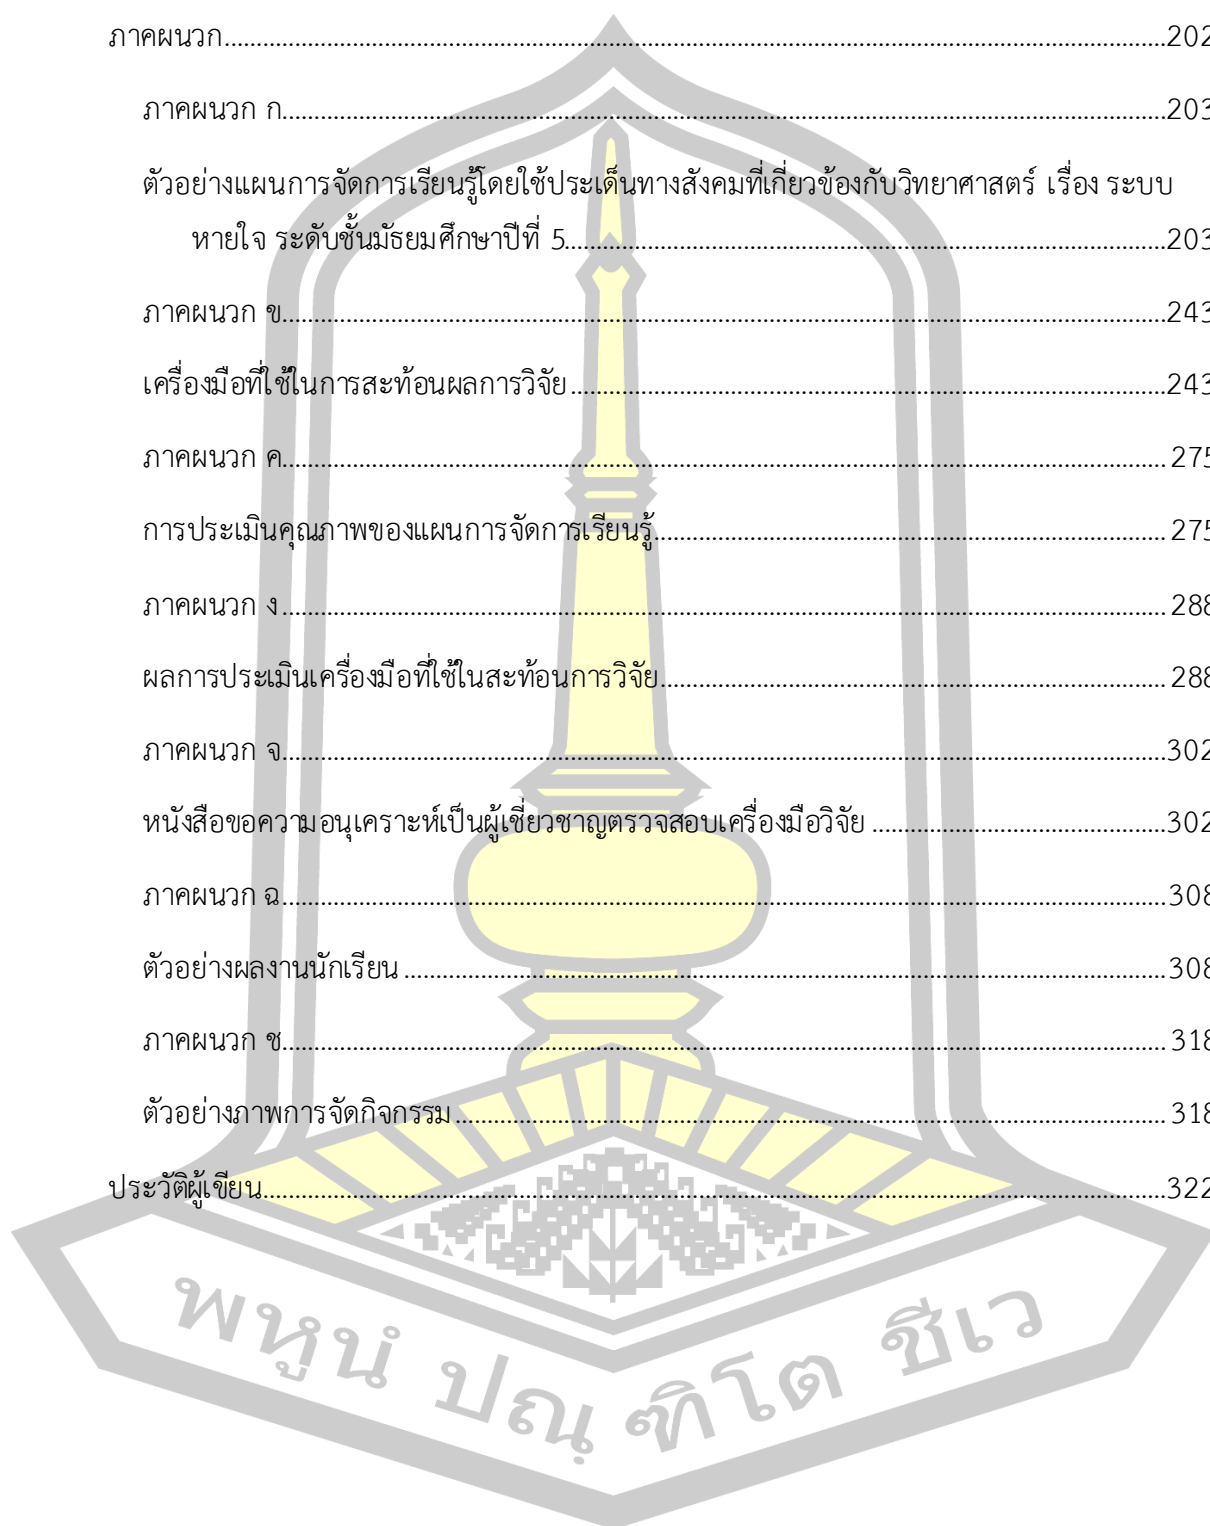 ภาคผนวก..........202
ภาคผนวก ก..........203
ตัวอย่างแผนการจัดการเรียนรู้โดยใช้ประเด็นทางสังคมที่เกี่ยวข้องกับวิทยาศาสตร์ เรื่อง ระบบ
หายใจ ระดับชั้นมัธยมศึกษาปีที่ 5..........203
ภาคผนวก ข..........243
เครื่องมือที่ใช้ในการสะท้อนผลการวิจัย..........243
ภาคผนวก ค..........275
การประเมินคุณภาพของแผนการจัดการเรียนรู้..........275
ภาคผนวก ง..........288
ผลการประเมินเครื่องมือที่ใช้ในสะท้อนการวิจัย..........288
ภาคผนวก จ..........302
หนังสือขอความอนุเคราะห์เป็นผู้เชี่ยวชาญตรวจสอบเครื่องมือวิจัย..........302
ภาคผนวก ฉ..........308
ตัวอย่างผลงานนักเรียน..........308
ภาคผนวก ช..........318
ตัวอย่างภาพการจัดกิจกรรม..........318
ประวัติผู้เขียน..........322
พหูนํ ปณฺฑิโต ชีเว